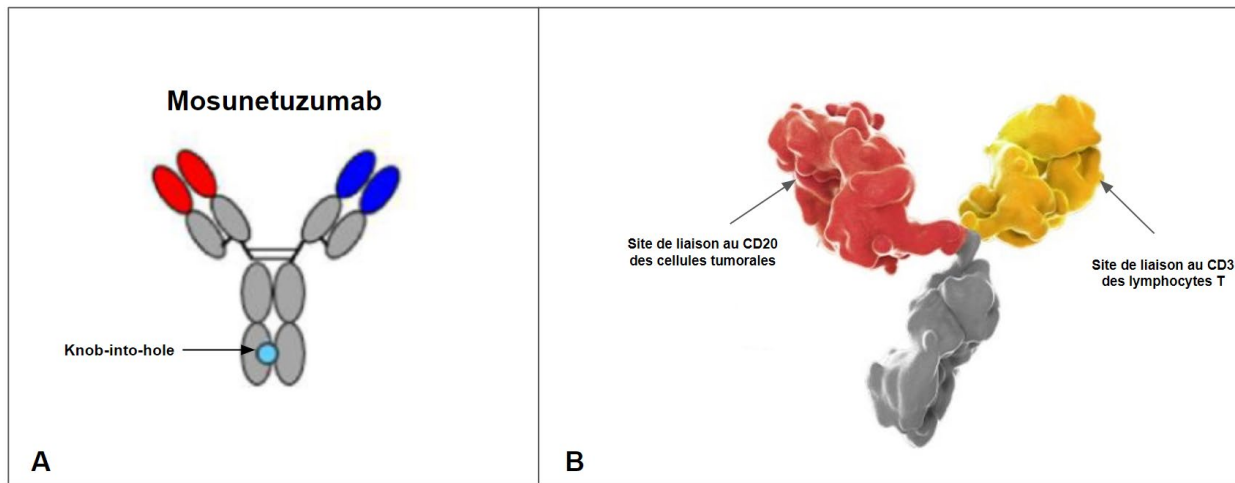 Mosunetuzumab
Knob-into-hole
A
Site de liaison au CD20
des cellules tumorales
Site de liaison au CD3
des lymphocytes T
B